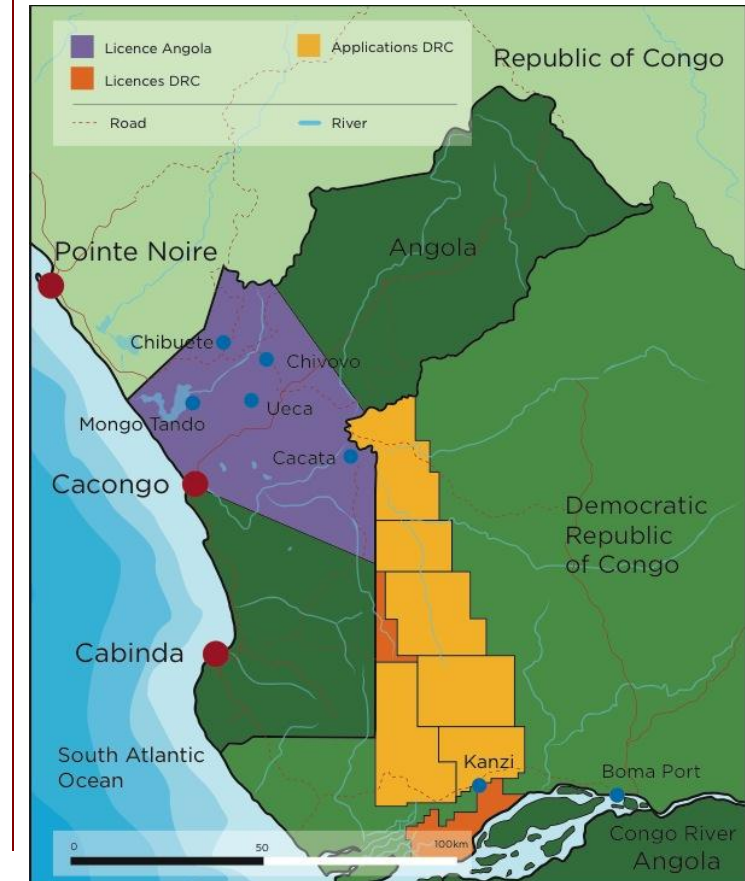 Licence Angola
Applications DRC
Licences DRC
Road
River
Republic of Congo
Angola
Pointe Noire
Chibuete
Chivovo
Mongo Tando
Ueca
Cacata
Cacongo
Democratic
Republic
of Congo
Cabinda
South Atlantic
Ocean
Kanzi
Boma Port
0
50
100km
Congo River
Angola